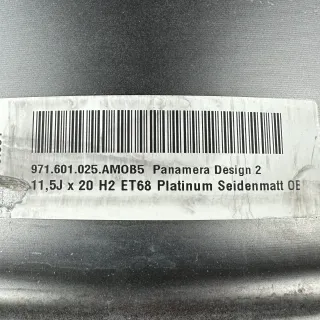 971.601.025.AMOB5 Panamera Design 2
11,5J x 20 H2 ET68 Platinum Seidenmatt OE